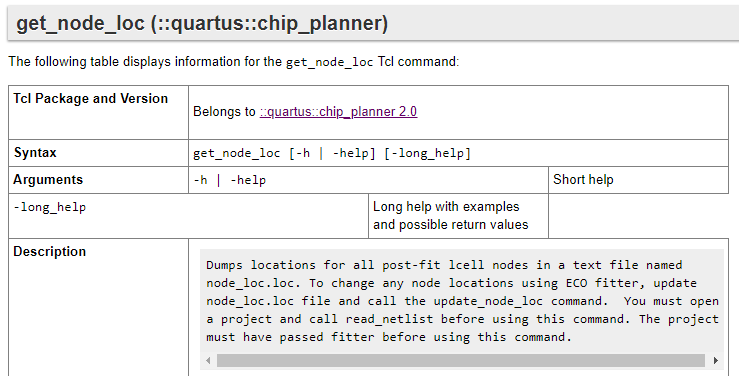 get_node_loc (::quartus::chip_planner)
The following table displays information for the get_node_loc Tcl command:
Tcl Package and Version
Belongs to ::quartus::chip_planner 2.0
Syntax
get_node_loc [-h | -help] [-long_help]
Arguments
-h | -help
Short help
-long_help
Long help with examples
and possible return values
Description
Dumps locations for all post-fit lcell nodes in a text file named
node_loc.loc. To change any node locations using ECO fitter, update
node_loc.loc file and call the update_node_loc command.  You must open
a project and call read_netlist before using this command. The project
must have passed fitter before using this command.